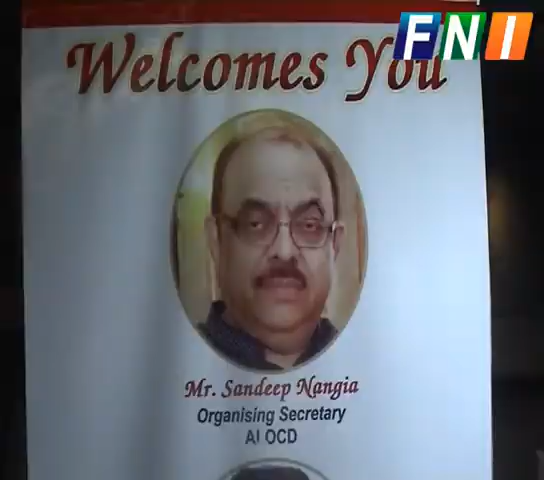 FNI
Welcomes You
Mr. Sandeep Nangia
Organising Secretary
AI OCD